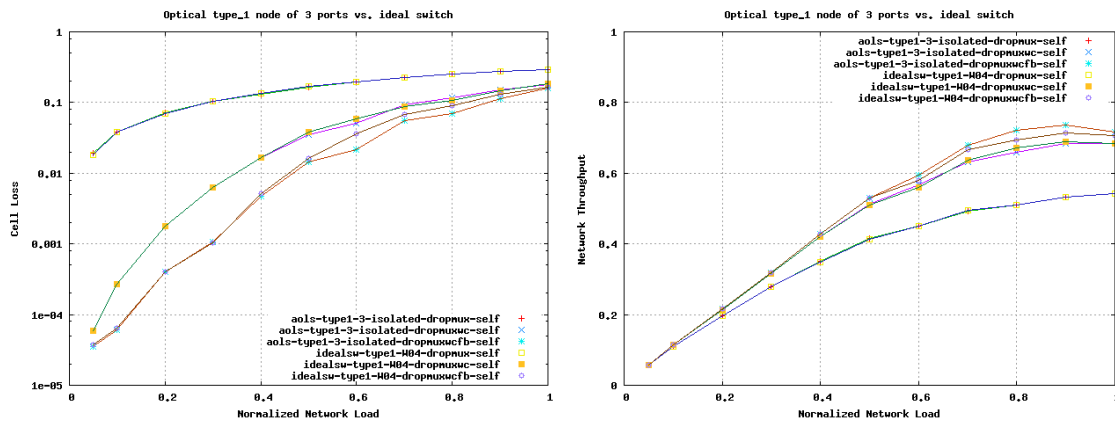 Optical type_1 node of 3 ports vs. ideal switch
1
0,1
0,01
0,001
1e-04
1e-05
Cell Loss
aols-type1-3-isolated-dropmux-self
aols-type1-3-isolated-dropmuxwc-self
aols-type1-3-isolated-dropmuxwcfb-self
idealsw-type1-W04-dropmux-self
idealsw-type1-W04-dropmuxwc-self
idealsw-type1-W04-dropmuxwcfb-self
0 0,2 0,4 0,6 0,8 1
Normalized Network Load
Optical type_1 node of 3 ports vs. ideal switch
aols-type1-3-isolated-dropmux-self
aols-type1-3-isolated-dropmuxwc-self
aols-type1-3-isolated-dropmuxwcfb-self
idealsw-type1-W04-dropmux-self
idealsw-type1-W04-dropmuxwc-self
idealsw-type1-W04-dropmuxwcfb-self
1
0,8
0,6
0,4
0,2
0
Network Throughput
0 0,2 0,4 0,6 0,8 1
Normalized Network Load